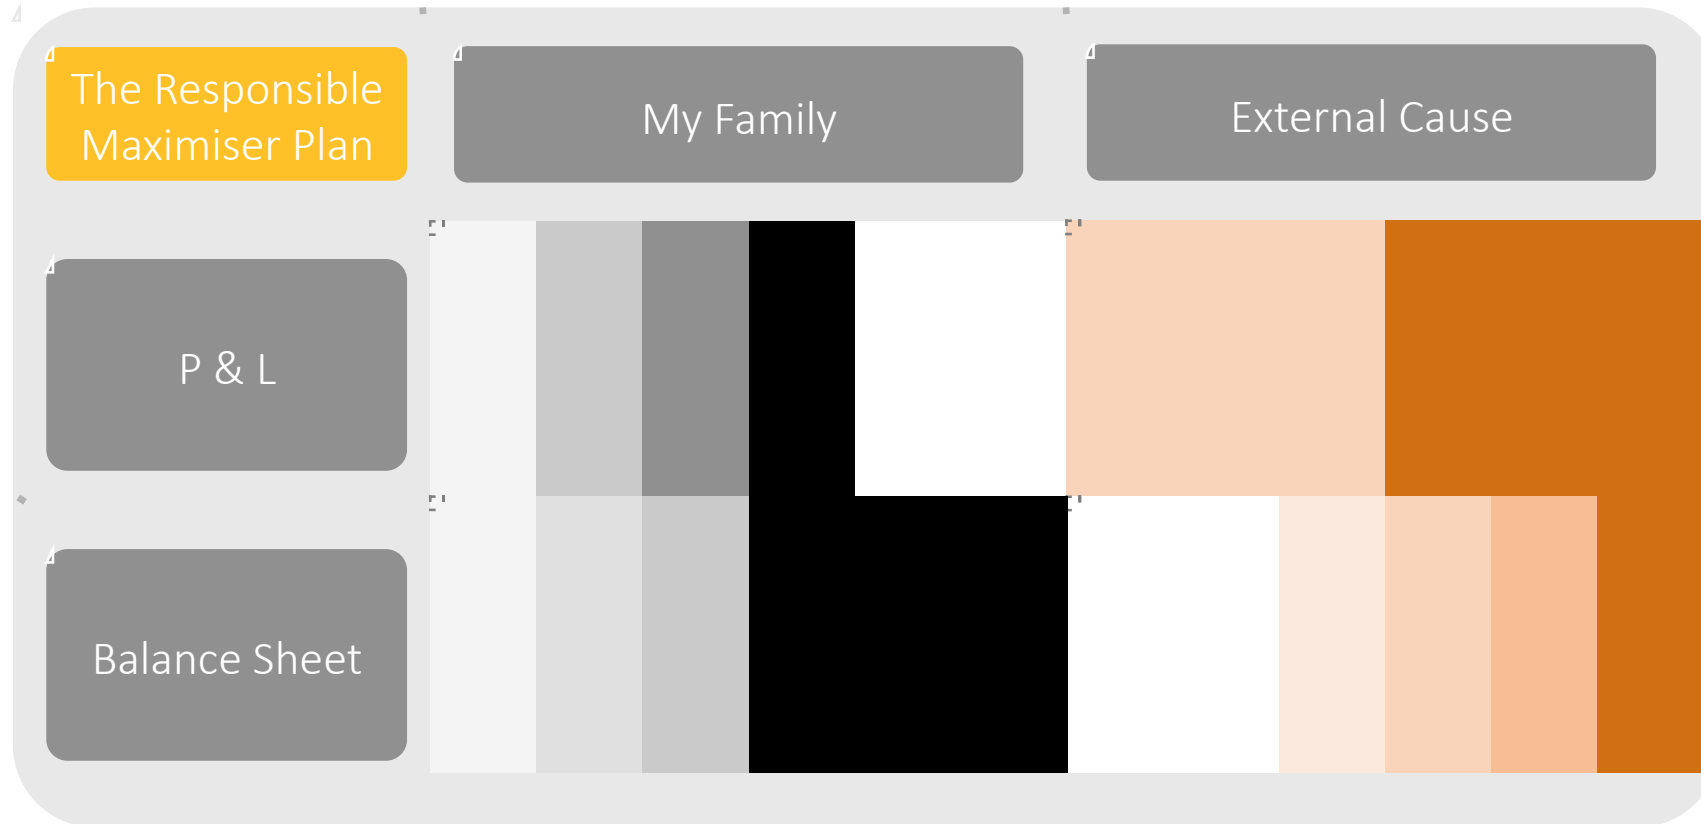 The Responsible
Maximiser Plan
My Family
External Cause
P & L
Balance Sheet